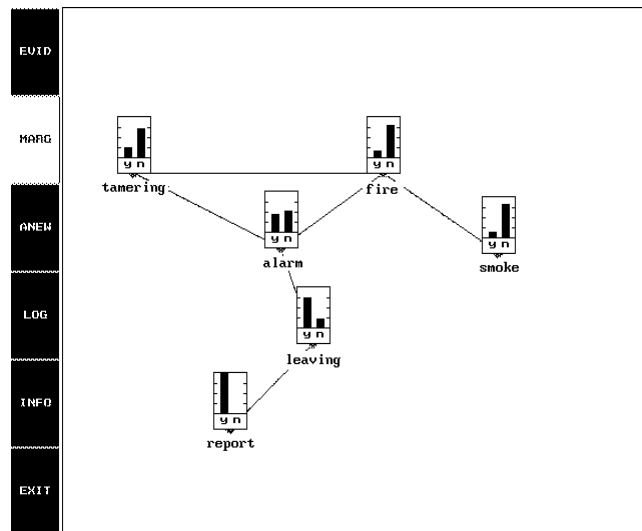 EVID
MARG
ANEW
LOG
INFO
EXIT
y n
tamering
y n
fire
y n
alarm
y n
smoke
y n
leaving
y n
report